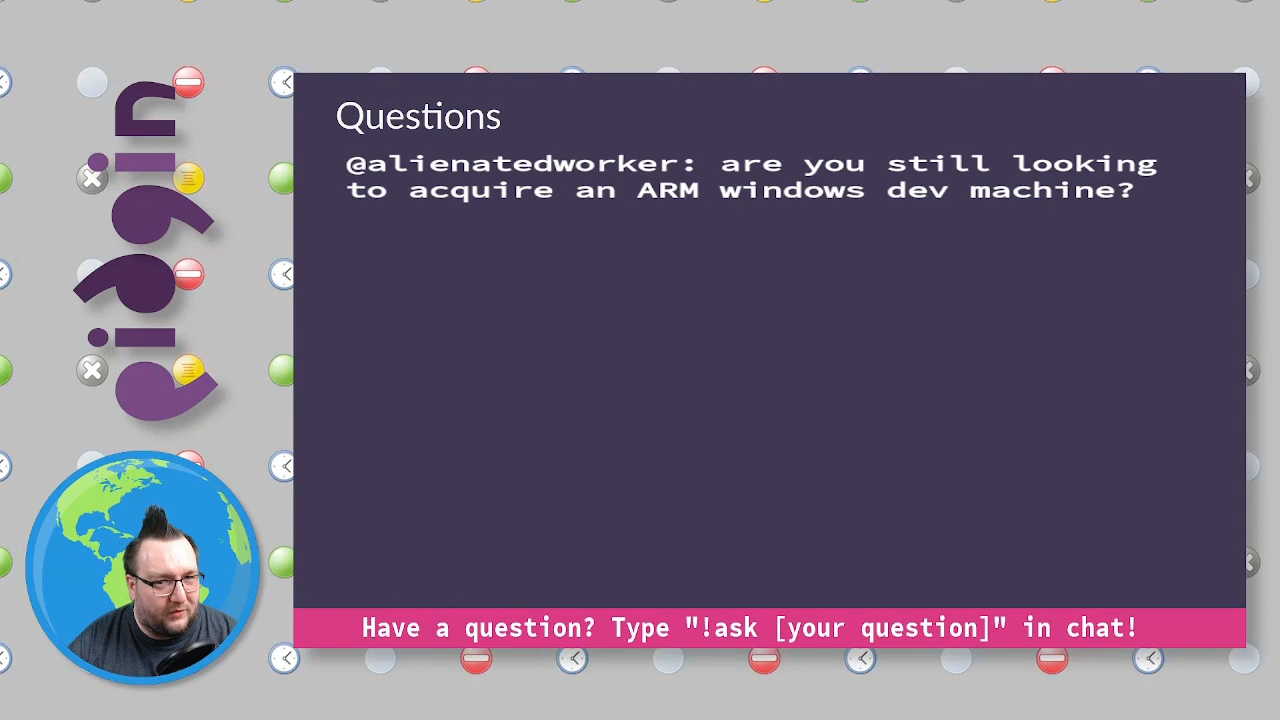 pidgin
Questions
@alienatedworker: are you still looking
to acquire an ARM windows dev machine?
Have a question? Type "!ask [your question]" in chat!